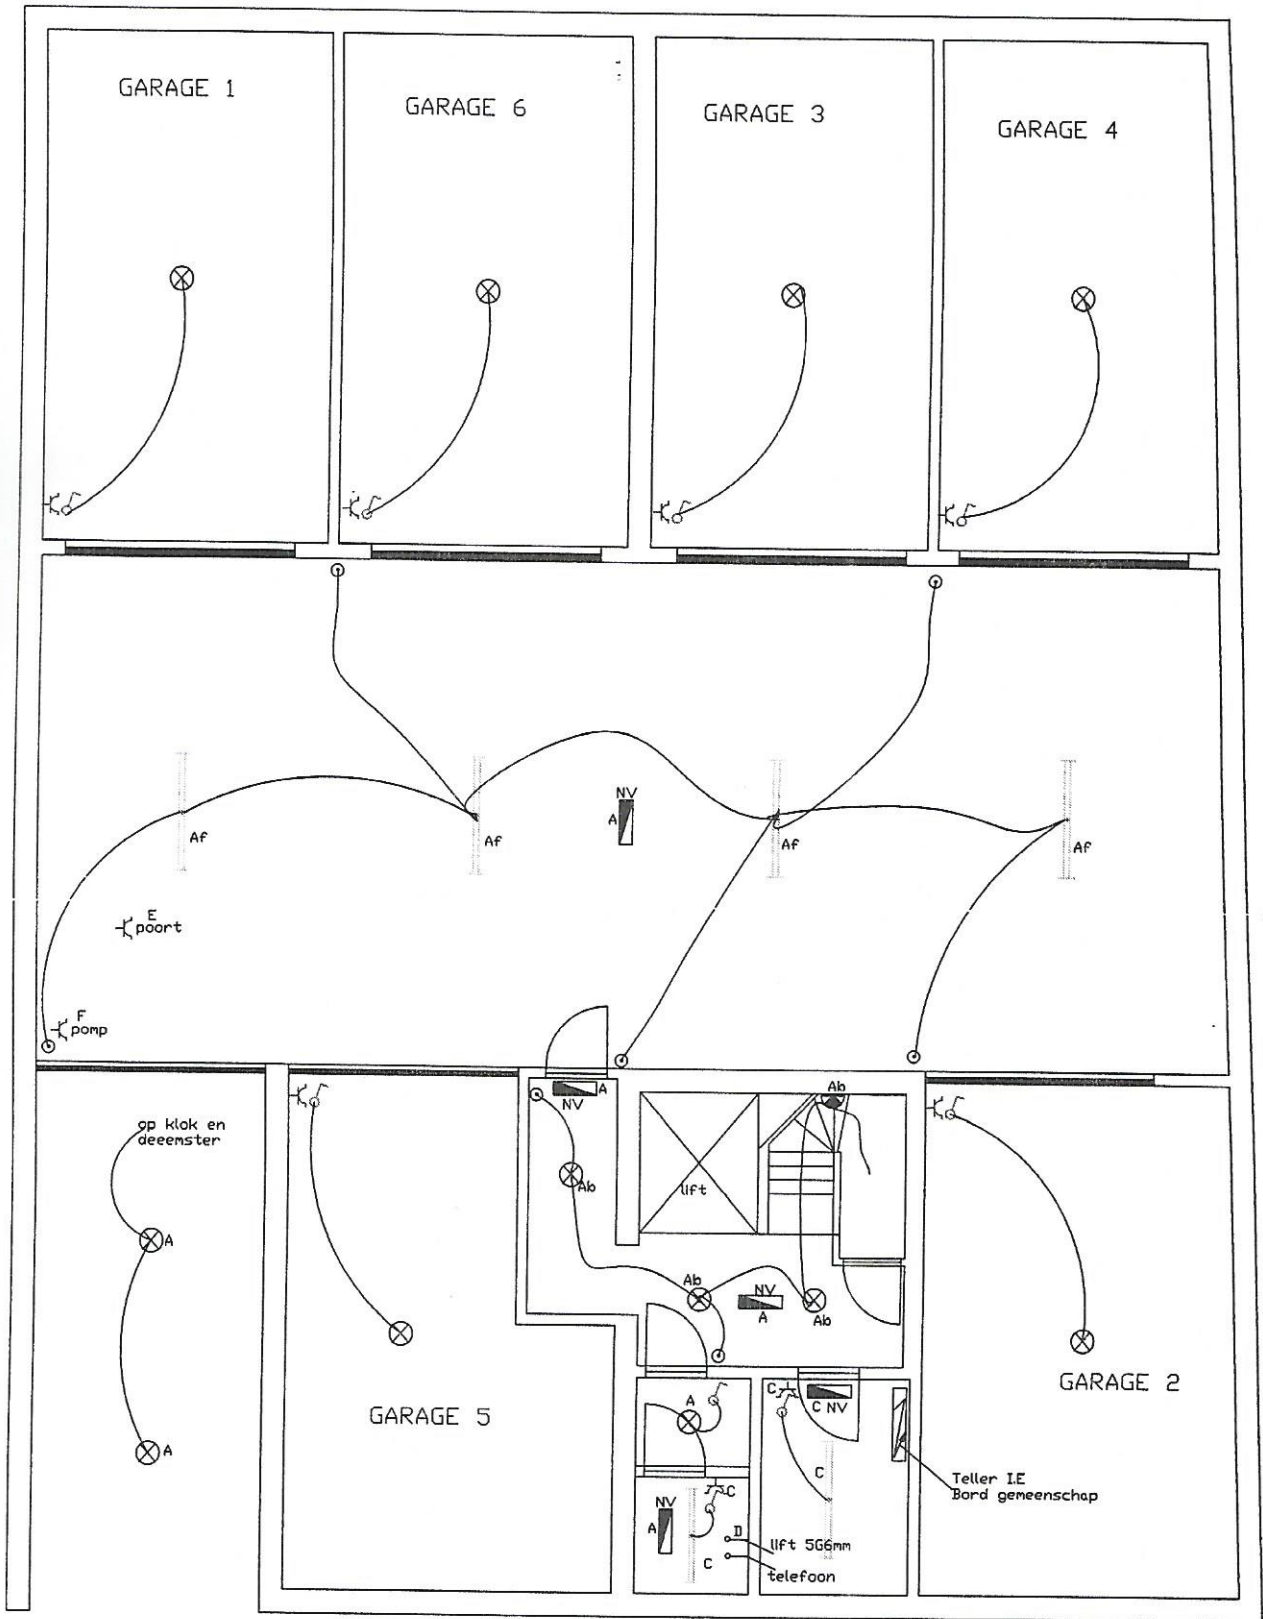 GARAGE 1
GARAGE 6
GARAGE 3
GARAGE 4
NV
A
Af
Af
Af
Af
E
poort
F
pomp
A
NV
Ab
op klok en
deeemster
Ab
lift
A
Ab
NV
A
Ab
GARAGE 2
GARAGE 5
A
C
C NV
A
C
Teller I.E
Bord gemeenschap
C
NV
A
D
lift 5G6mm
C
telefoon